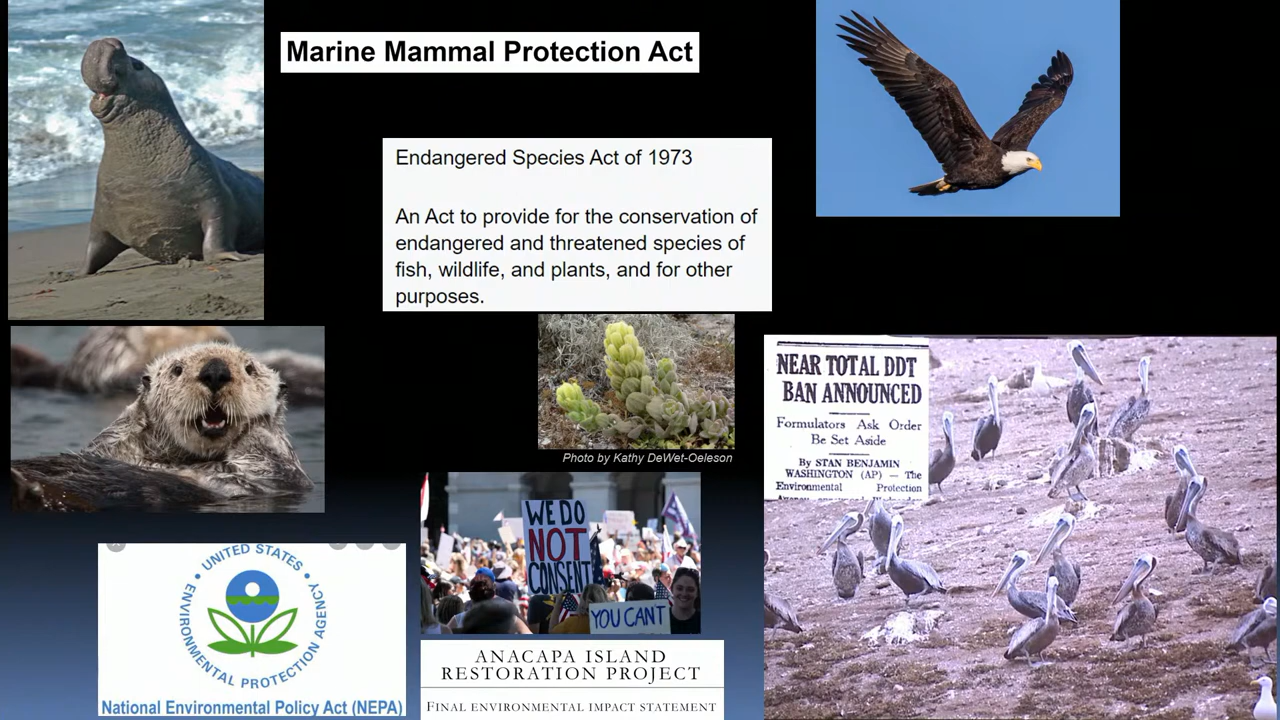 Marine Mammal Protection Act
Endangered Species Act of 1973
An Act to provide for the conservation of
endangered and threatened species of
fish, wildlife, and plants, and for other
purposes.
Photo by Kathy DeWet-Oeleson
NEAR TOTAL DDT
BAN ANNOUNCED
Formulators Ask Order
Be Set Aside
By STAN BENJAMIN
WASHINGTON (AP) — The
Environmental Protection
WE DO
NOT
CONSENT
YOU CANT
UNITED STATES
ENVIRONMENTAL PROTECTION AGENCY
National Environmental Policy Act (NEPA)
ANACAPA ISLAND
RESTORATION PROJECT
FINAL ENVIRONMENTAL IMPACT STATEMENT